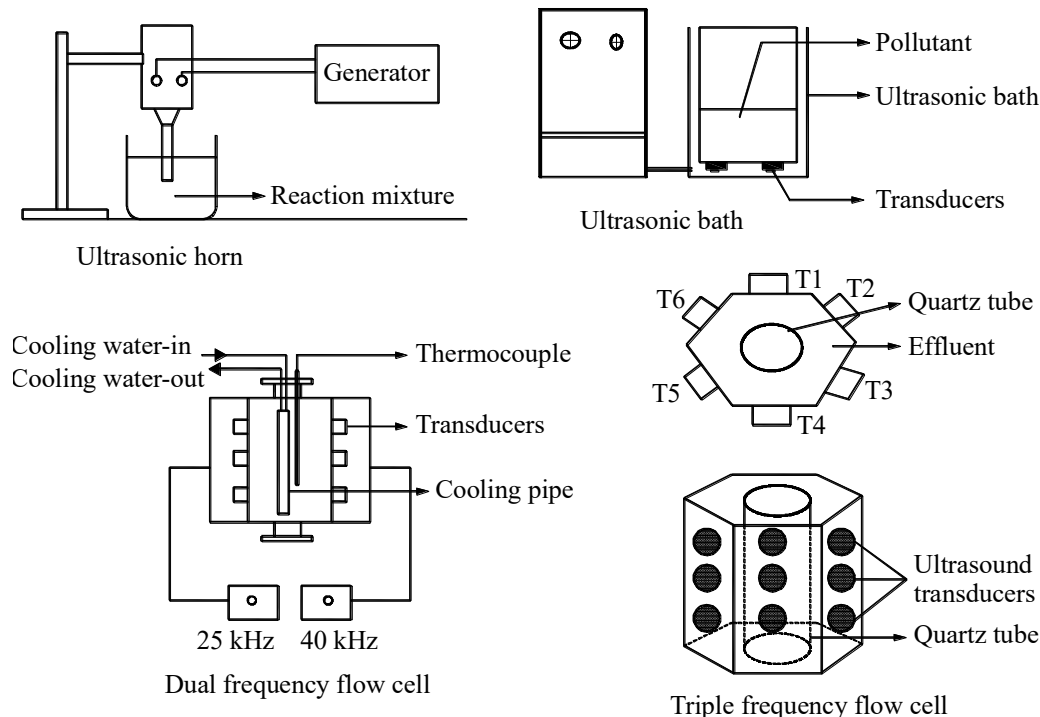 Generator
Reaction mixture
Ultrasonic horn
Pollutant
Ultrasonic bath
Transducers
Ultrasonic bath
Cooling water-in
Cooling water-out
Thermocouple
Transducers
Cooling pipe
25 kHz 40 kHz
Dual frequency flow cell
T1
T2
T6
Quartz tube
Effluent
T5
T3
T4
Ultrasound
transducers
Quartz tube
Triple frequency flow cell